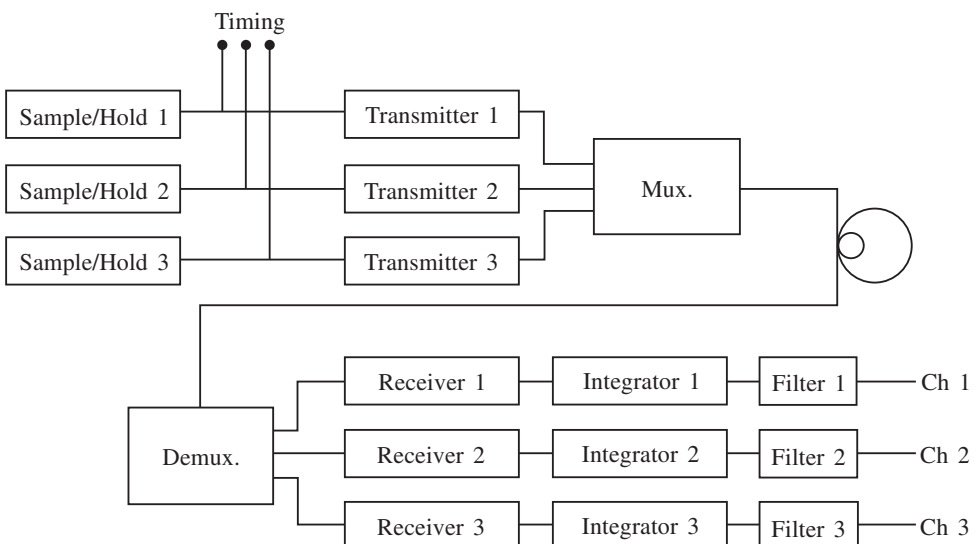 Timing
Sample/Hold 1
Transmitter 1
Sample/Hold 2
Transmitter 2
Mux.
Sample/Hold 3
Transmitter 3
Receiver 1
Integrator 1
Filter 1
Ch 1
Demux.
Receiver 2
Integrator 2
Filter 2
Ch 2
Receiver 3
Integrator 3
Filter 3
Ch 3